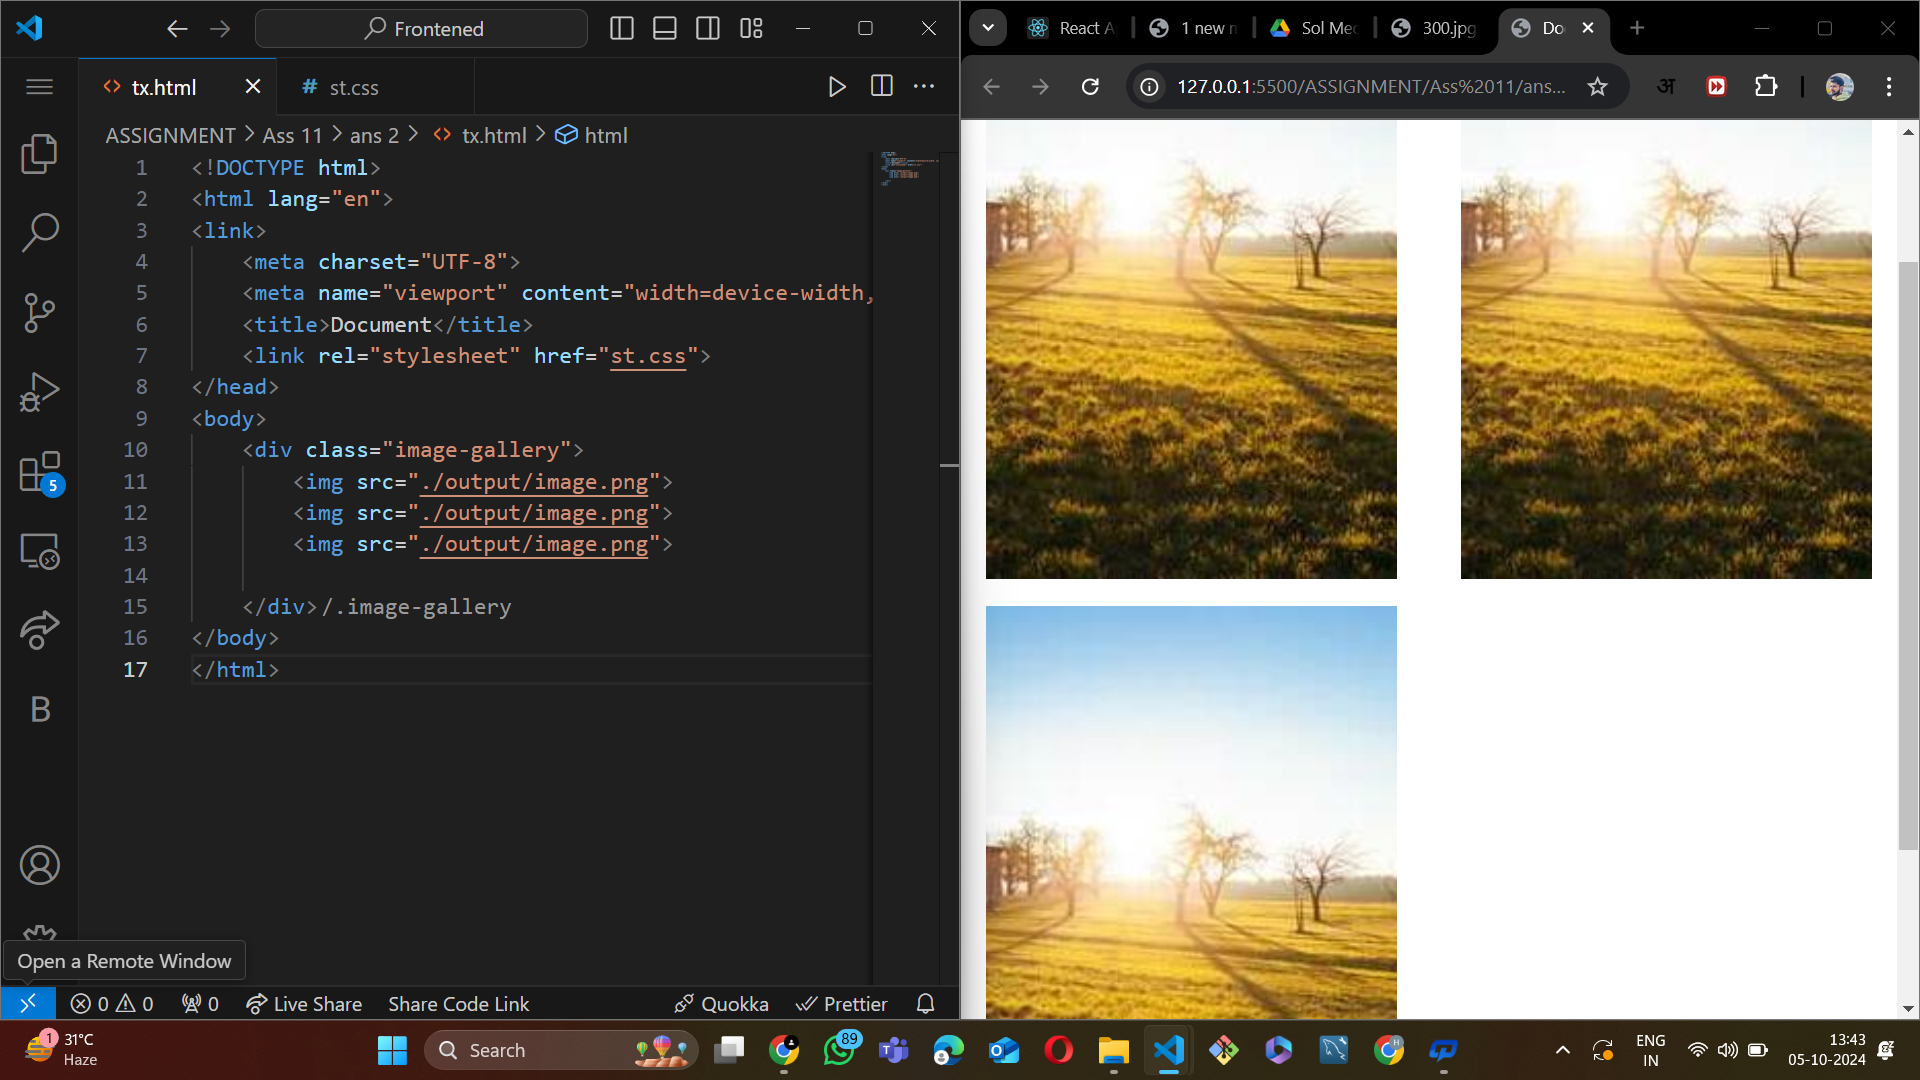 Frontened
tx.html
# st.css
ASSIGNMENT > Ass 11 > ans 2 > tx.html > html
1 <!DOCTYPE html>
2 <html lang="en">
3 <link>
4 <meta charset="UTF-8">
5 <meta name="viewport" content="width=device-width,
6 <title>Document</title>
7 <link rel="stylesheet" href="st.css">
8 </head>
9 <body>
10 <div class="image-gallery">
11 <img src="./output/image.png">
12 <img src="./output/image.png">
13 <img src="./output/image.png">
14
15 </div>/.image-gallery
16 </body>
17 </html>
5
B
Open a Remote Window
0 0 0 Live Share Share Code Link Quokka Prettier
React A
1 new
Sol Mec
300.jpg
Do
127.0.0.1:5500/ASSIGNMENT/Ass%2011/ans...
अ
1
31°C
Haze
Search
89
H
ENG
IN
13:43
05-10-2024